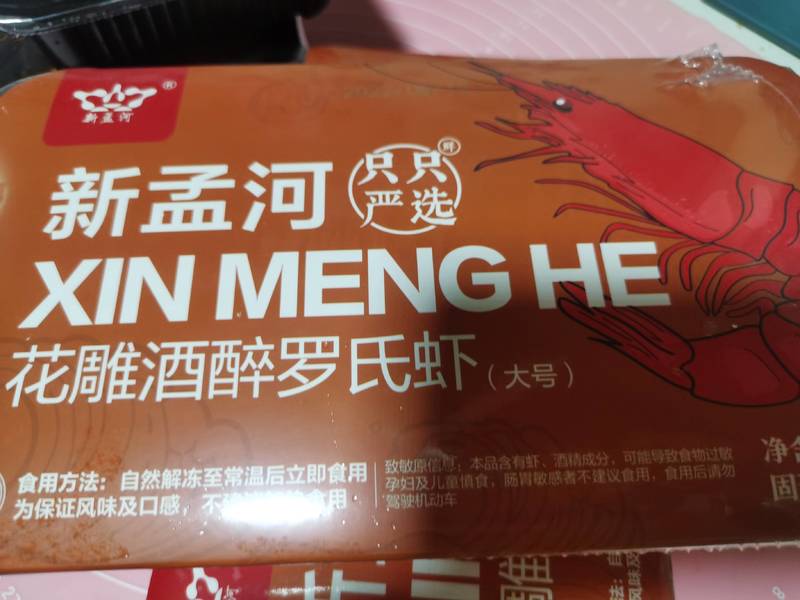 新孟河
®
新孟河
只只
严选
鲜
XIN MENG HE
花雕酒醉罗氏虾（大号）
食用方法：自然解冻至常温后立即食用
为保证风味及口感，不 食用
致敏原信息：本品含有虾、酒精成分，可能导致食物过敏
孕妇及儿童慎食，肠胃敏感者不建议食用，食用后请勿
驾驶机动车
净含
固